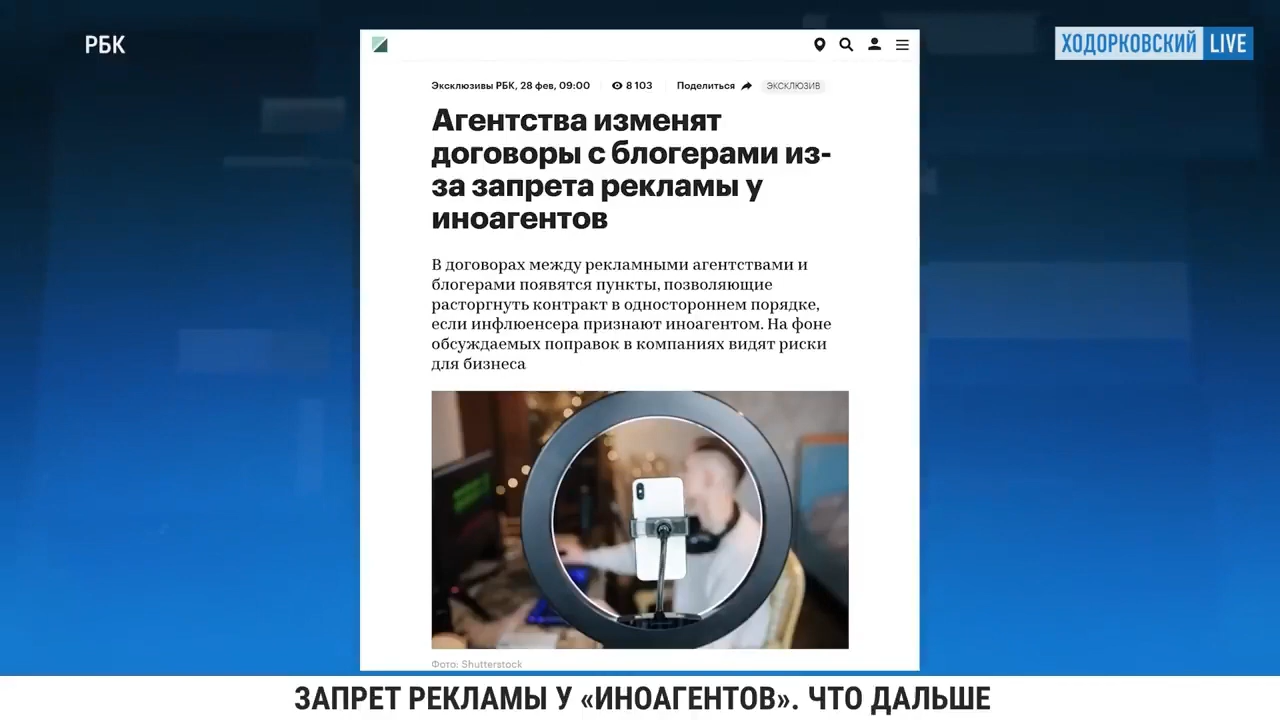 РБК
ХОДОРКОВСКИЙ LIVE
Эксклюзивы РБК, 28 фев, 09:00 8 103 Поделиться ЭКСКЛЮЗИВ
Агентства изменят
договоры с блогерами из-
за запрета рекламы у
иноагентов
В договорах между рекламными агентствами и
блогерами появятся пункты, позволяющие
расторгнуть контракт в одностороннем порядке,
если инфлюенсера признают иноагентом. На фоне
обсуждаемых поправок в компаниях видят риски
для бизнеса
Фото: Shutterstock
ЗАПРЕТ РЕКЛАМЫ У «ИНОАГЕНТОВ». ЧТО ДАЛЬШЕ